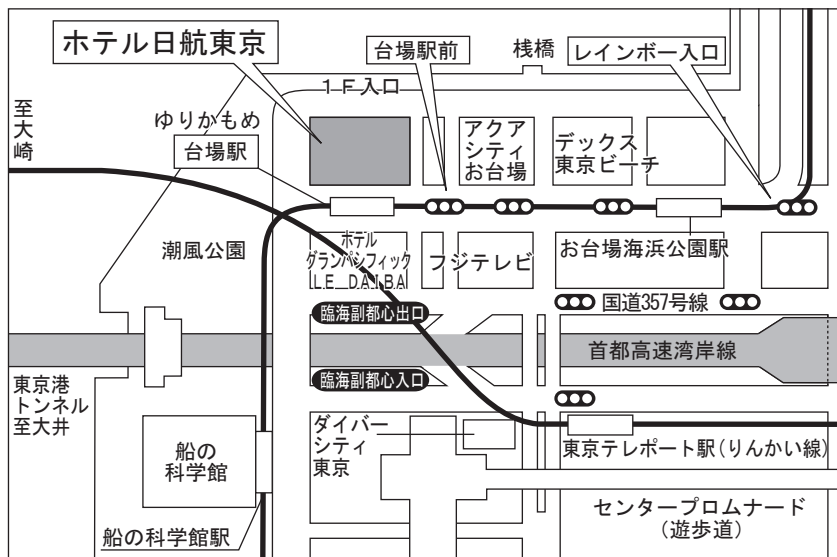 ホテル日航東京
台場駅前
桟橋
レインボー入口
1F入口
至大崎
ゆりかもめ
台場駅
アクア
シティ
お台場
デックス
東京ビーチ
潮風公園
ホテル
グランパシフィック
LE DAIBA
フジテレビ
お台場海浜公園駅
臨海副都心出口
国道357号線
首都高速湾岸線
臨海副都心入口
東京港
トンネル
至大井
船の
科学館
ダイバー
シティ
東京
東京テレポート駅(りんかい線)
センタープロムナード
(遊歩道)
船の科学館駅